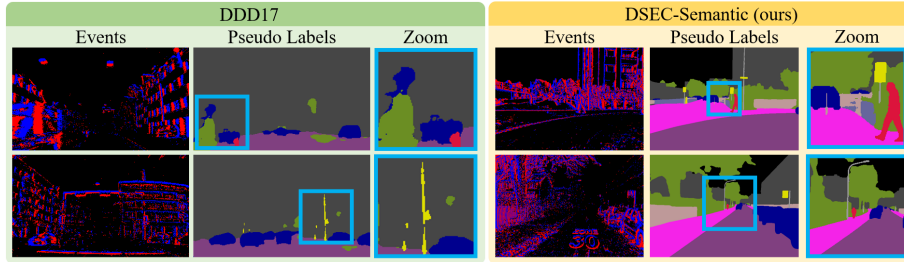 DDD17
DSEC-Semantic (ours)
Events
Pseudo Labels
Zoom
Events
Pseudo Labels
Zoom
30